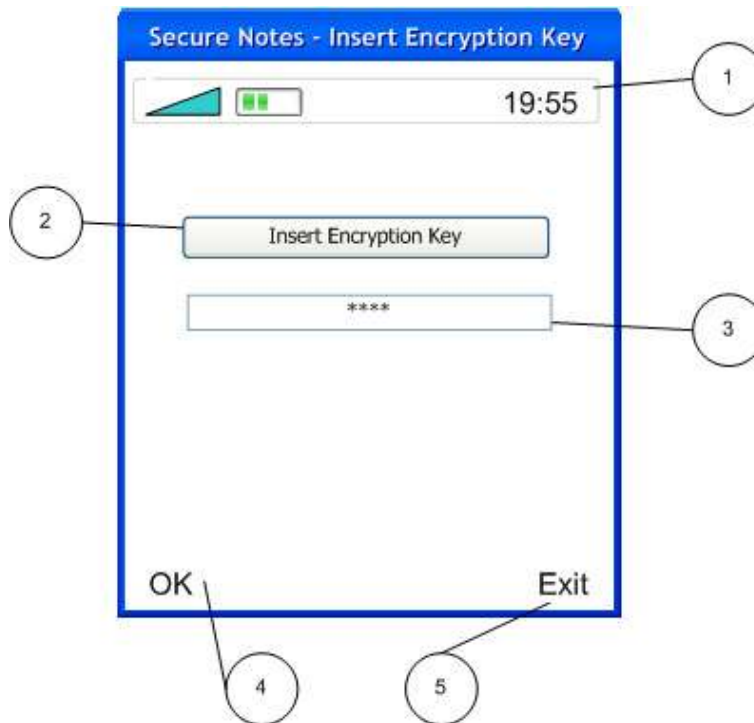 Secure Notes - Insert Encryption Key
1
19:55
2
Insert Encryption Key
****
3
OK
Exit
4
5